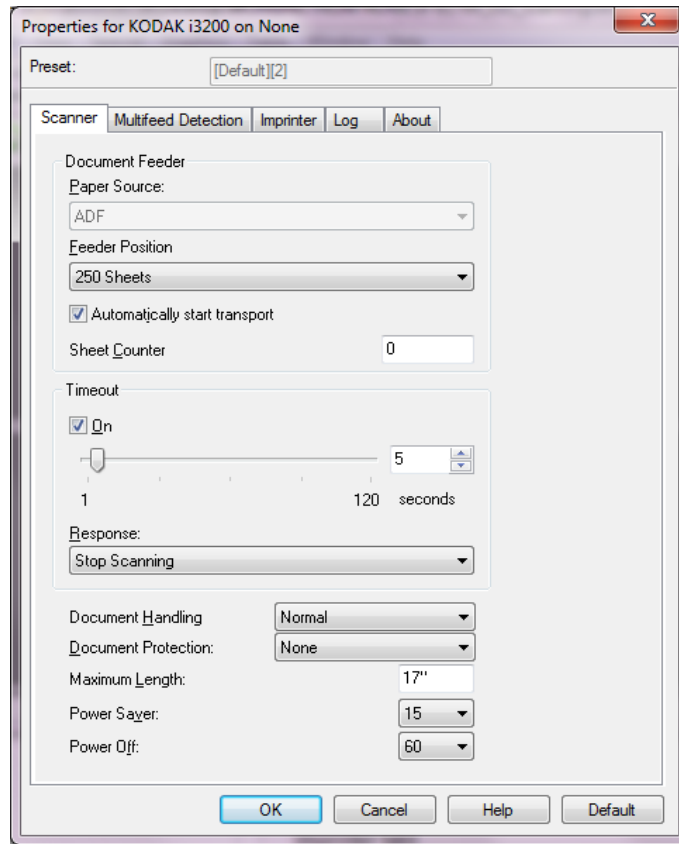 Properties for KODAK i3200 on None
Preset: [Default][2]
Scanner Multifeed Detection Imprinter Log About
Document Feeder
Paper Source:
ADF
Feeder Position
250 Sheets
Automatically start transport
Sheet Counter 0
Timeout
On
5
1 120 seconds
Response:
Stop Scanning
Document Handling Normal
Document Protection: None
Maximum Length: 17"
Power Saver: 15
Power Off: 60
OK Cancel Help Default